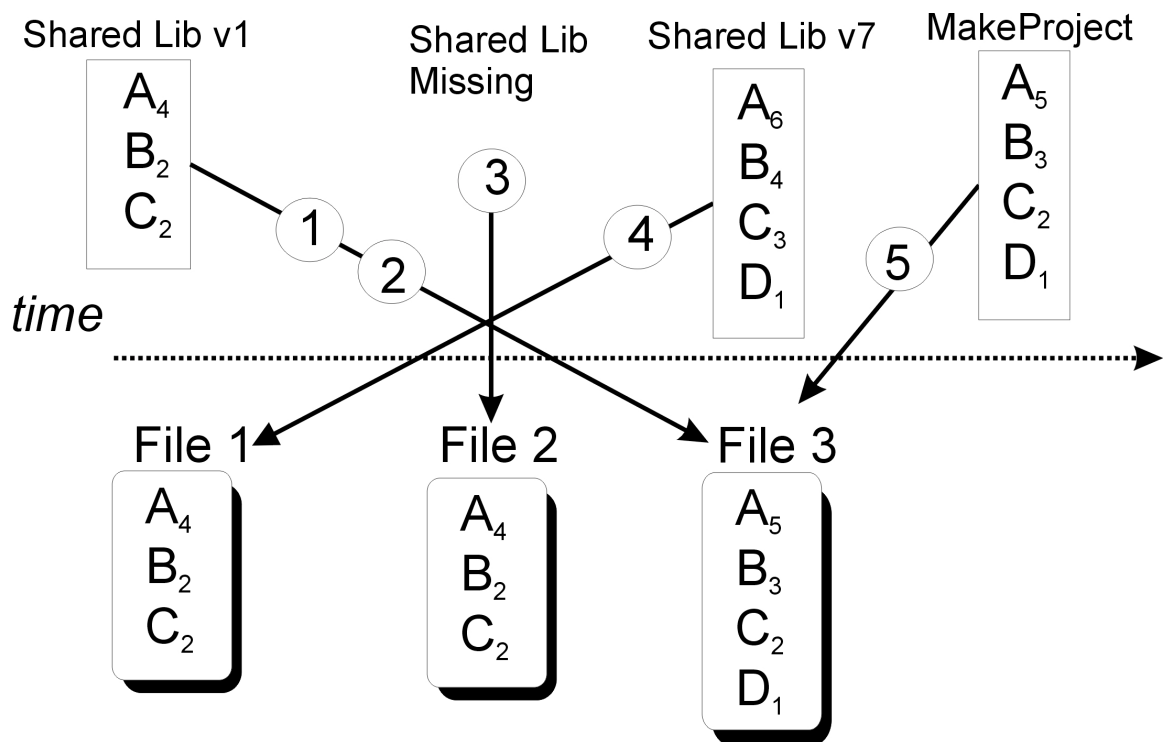 Shared Lib v1
A4
B2
C2
Shared Lib
Missing
Shared Lib v7
A6
B4
C3
D1
MakeProject
A5
B3
C2
D1
1
2
3
4
5
time
File 1
A4
B2
C2
File 2
A4
B2
C2
File 3
A5
B3
C2
D1